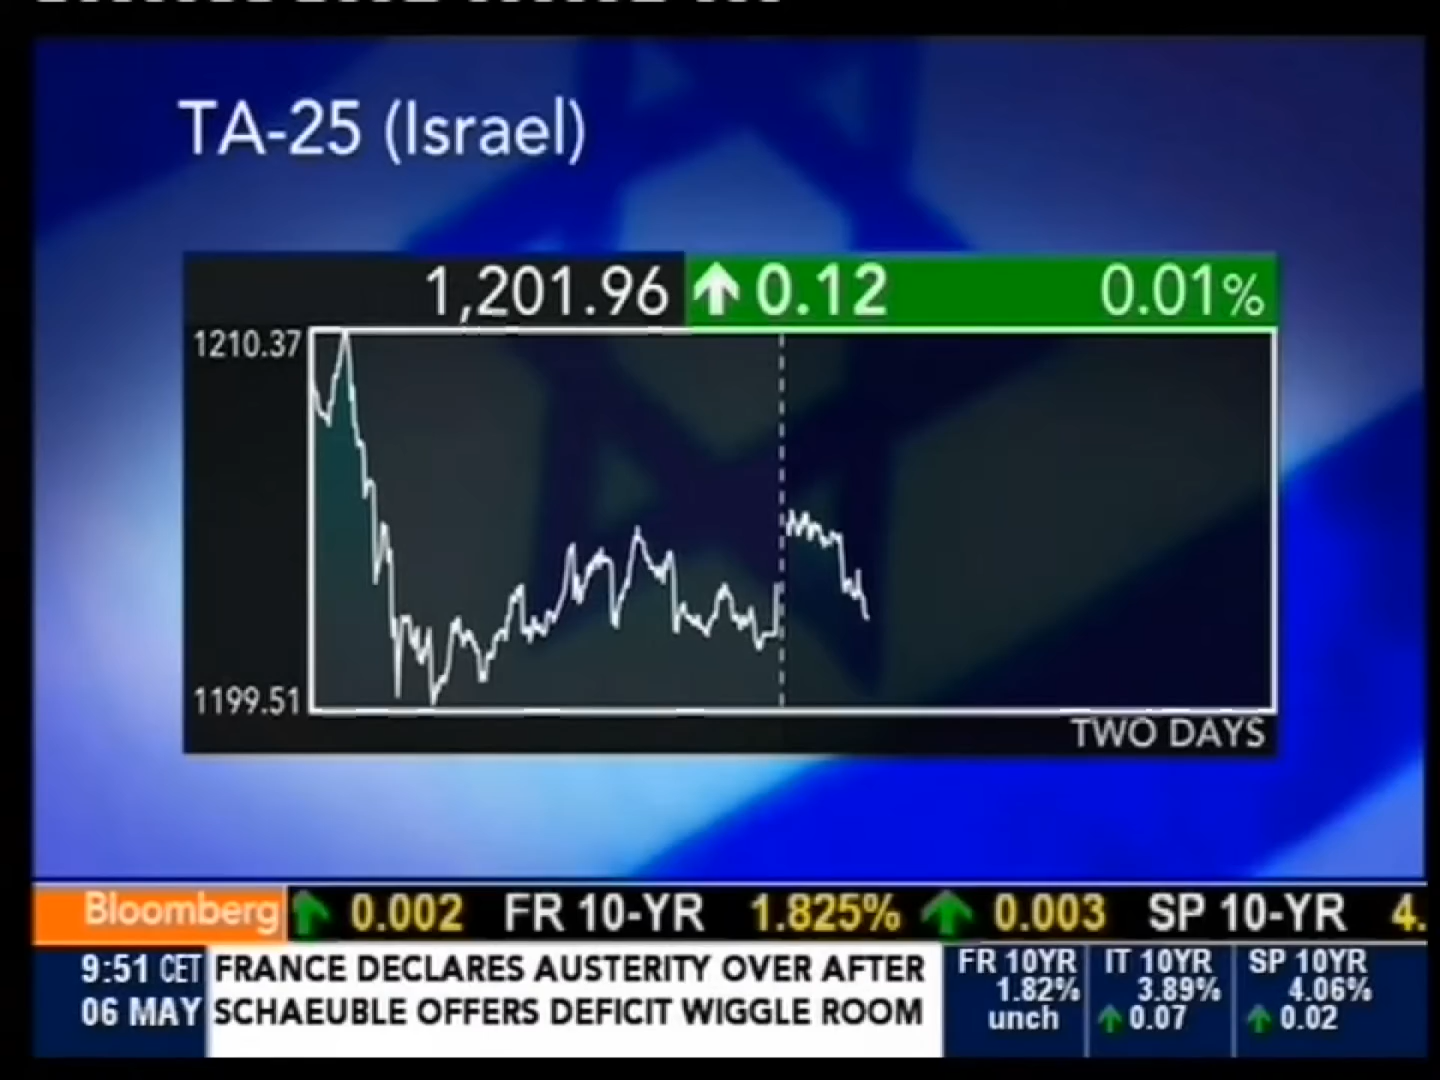 TA-25 (Israel)
1,201.96 0.12 0.01%
1210.37
1199.51
TWO DAYS
Bloomberg 0.002 FR 10-YR 1.825% 0.003 SP 10-YR 4.
9:51 CET FRANCE DECLARES AUSTERITY OVER AFTER
06 MAY SCHAEUBLE OFFERS DEFICIT WIGGLE ROOM
FR 10YR IT 10YR SP 10YR
1.82% 3.89% 4.06%
unch 0.07 0.02